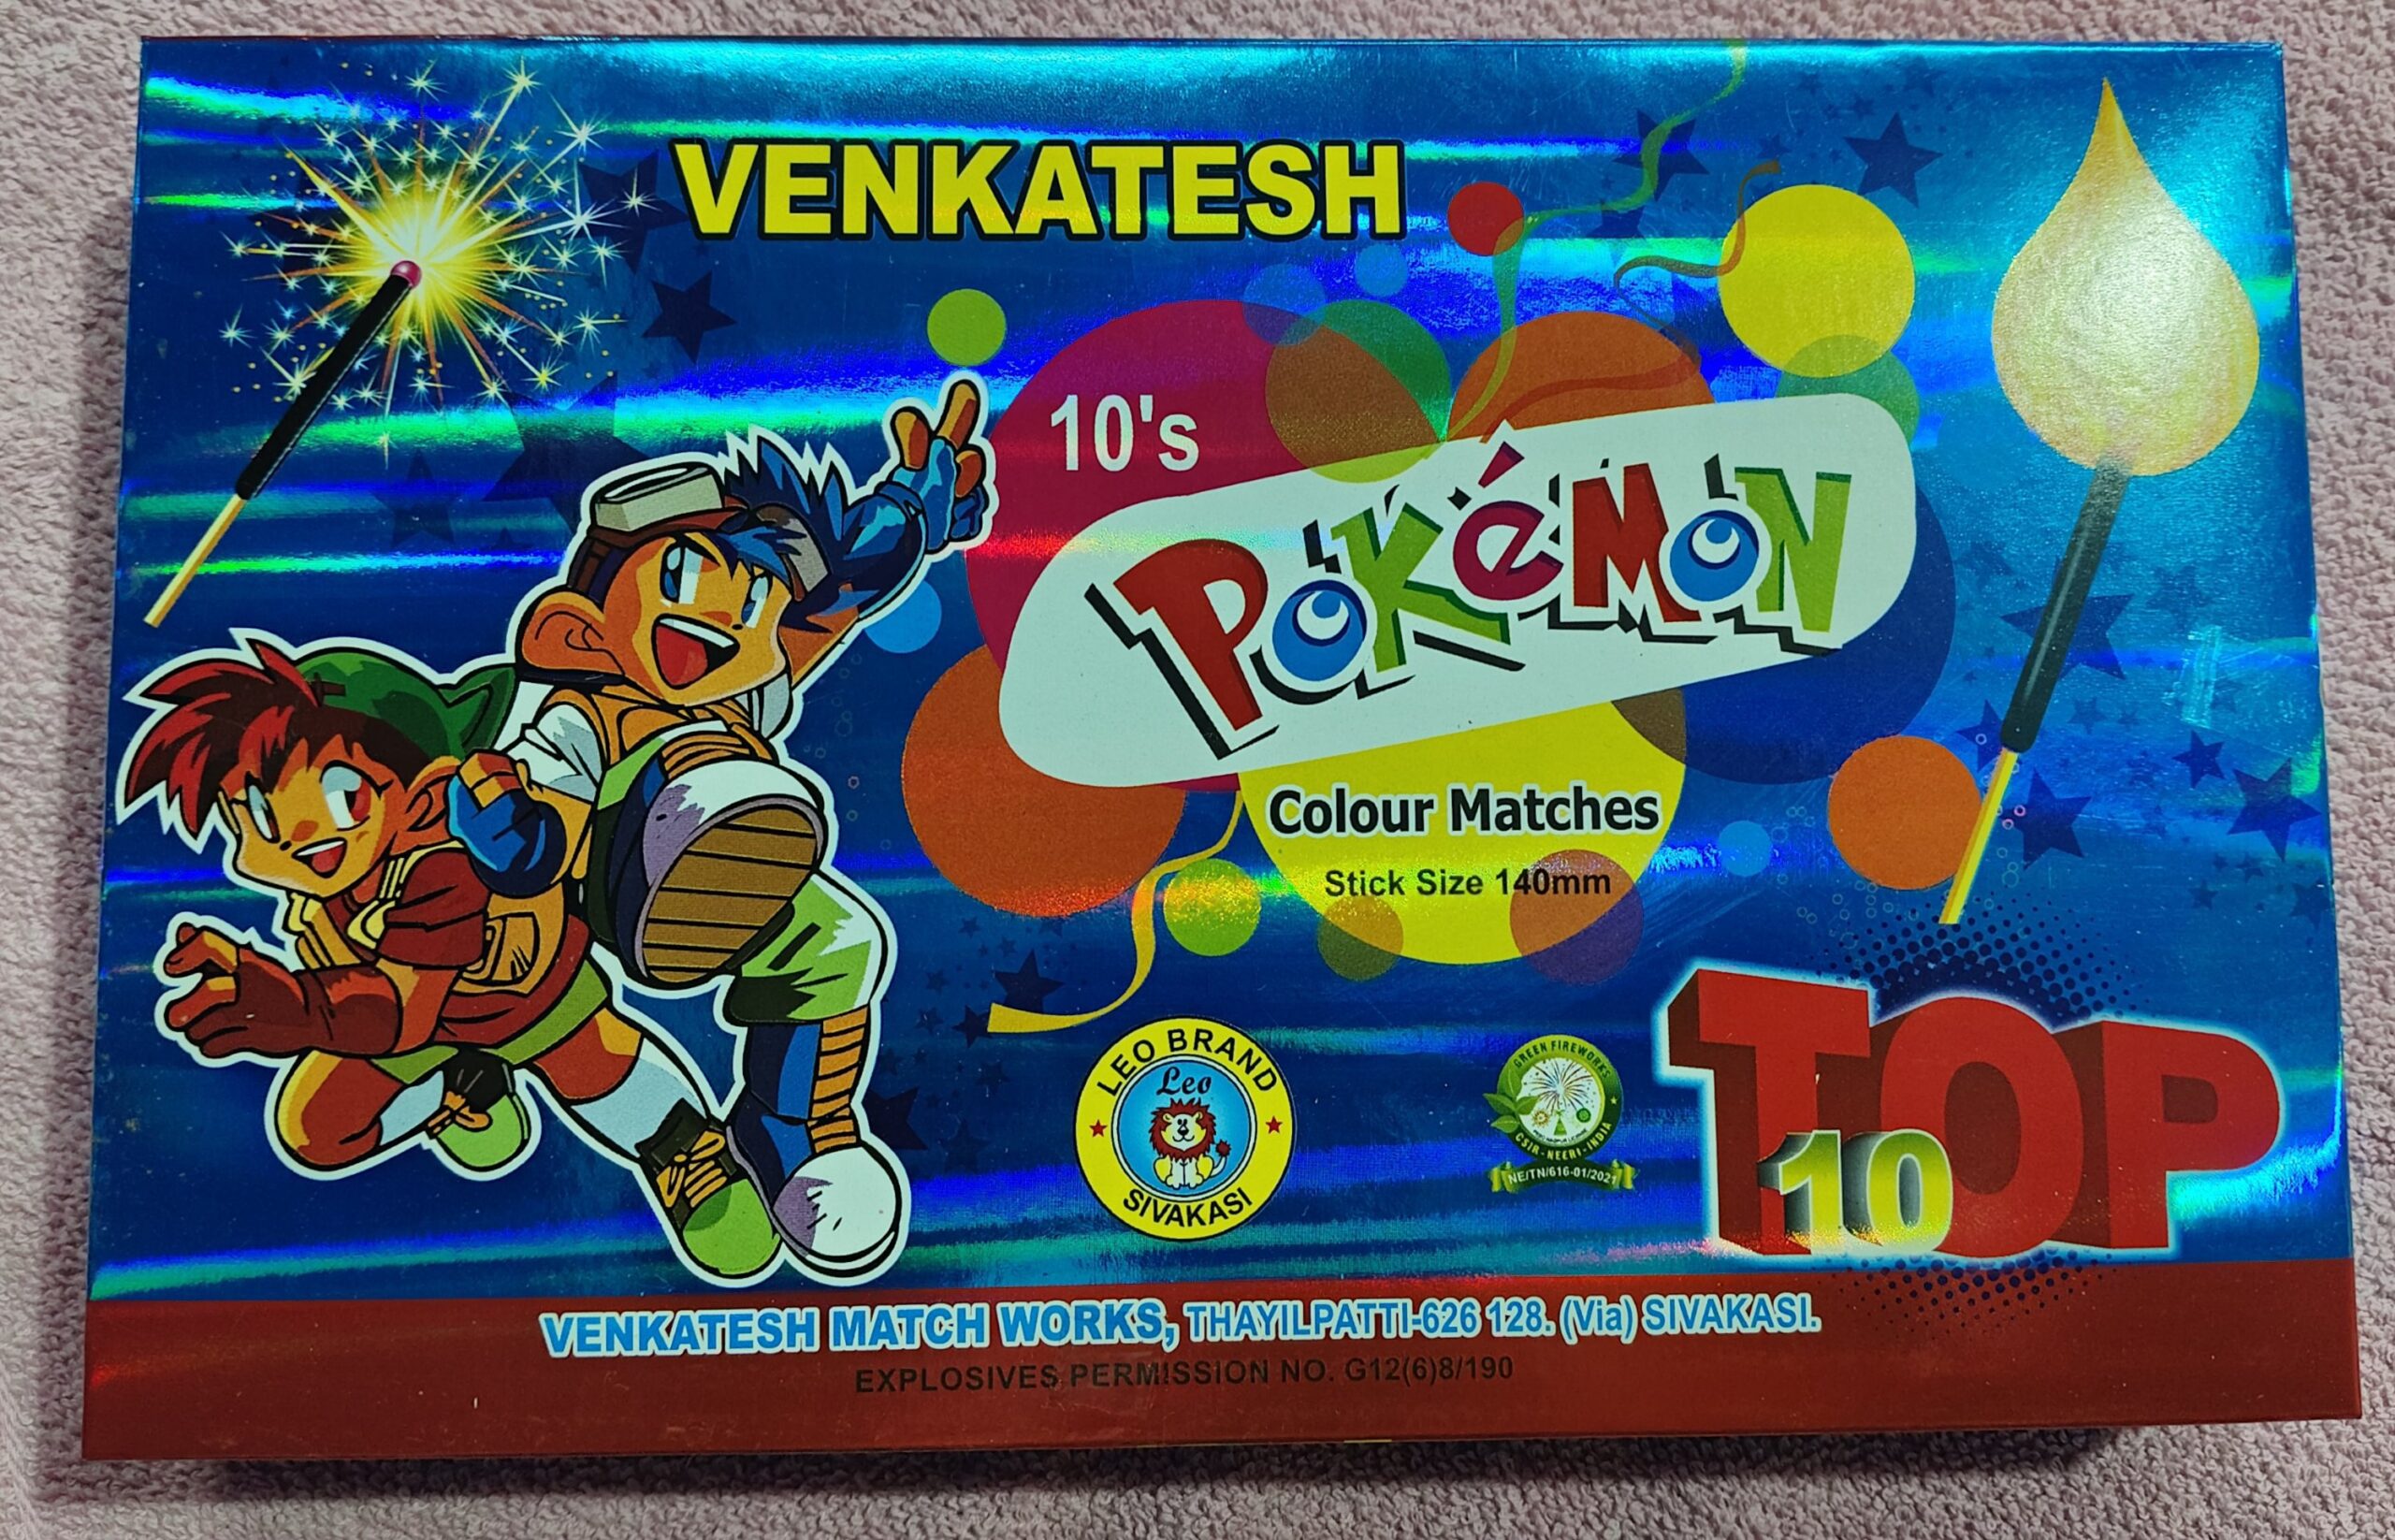 VENKATESH
10's
POKéMON
Colour Matches
Stick Size 140mm
LEO BRAND
Leo
SIVAKASI
GREEN FIREWORKS
CSIR-NEERI-INDIA
NE/TN/616-01/2021
TOP
10
VENKATESH MATCH WORKS, THAYILPATTI-626 128. (Via) SIVAKASI.
EXPLOSIVES PERMISSION NO. G12(6)8/190